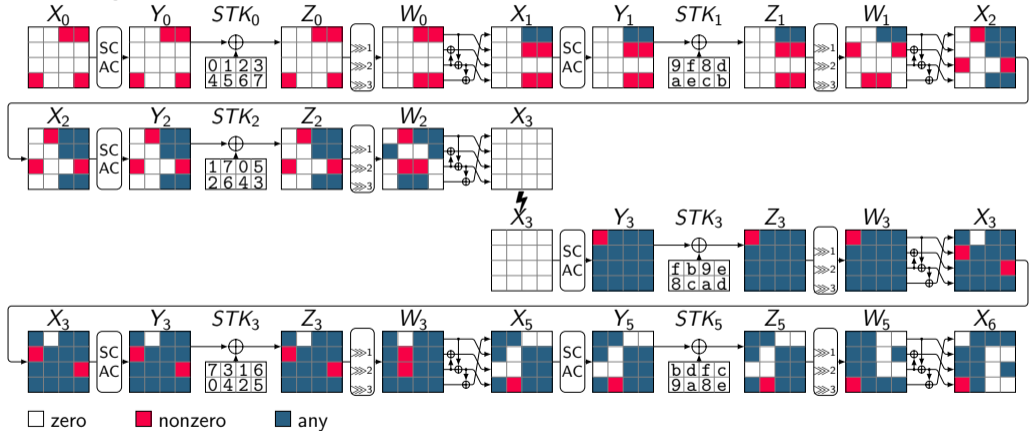 X0 Y0 STK0 Z0 W0 X1 Y1 STK1 Z1 W1 X2
SC
AC
0 1 2 3
4 5 6 7
⋙1
⋙2
⋙3
SC
AC
9 f 8 d
a e c b
⋙1
⋙2
⋙3
X2 Y2 STK2 Z2 W2 X3
SC
AC
1 7 0 5
2 6 4 3
⋙1
⋙2
⋙3
X3 Y3 STK3 Z3 W3 X3
SC
AC
f b 9 e
8 c a d
⋙1
⋙2
⋙3
X3 Y3 STK3 Z3 W3 X5 Y5 STK5 Z5 W5 X6
SC
AC
7 3 1 6
0 4 2 5
⋙1
⋙2
⋙3
SC
AC
b d f c
9 a 8 e
⋙1
⋙2
⋙3
zero nonzero any